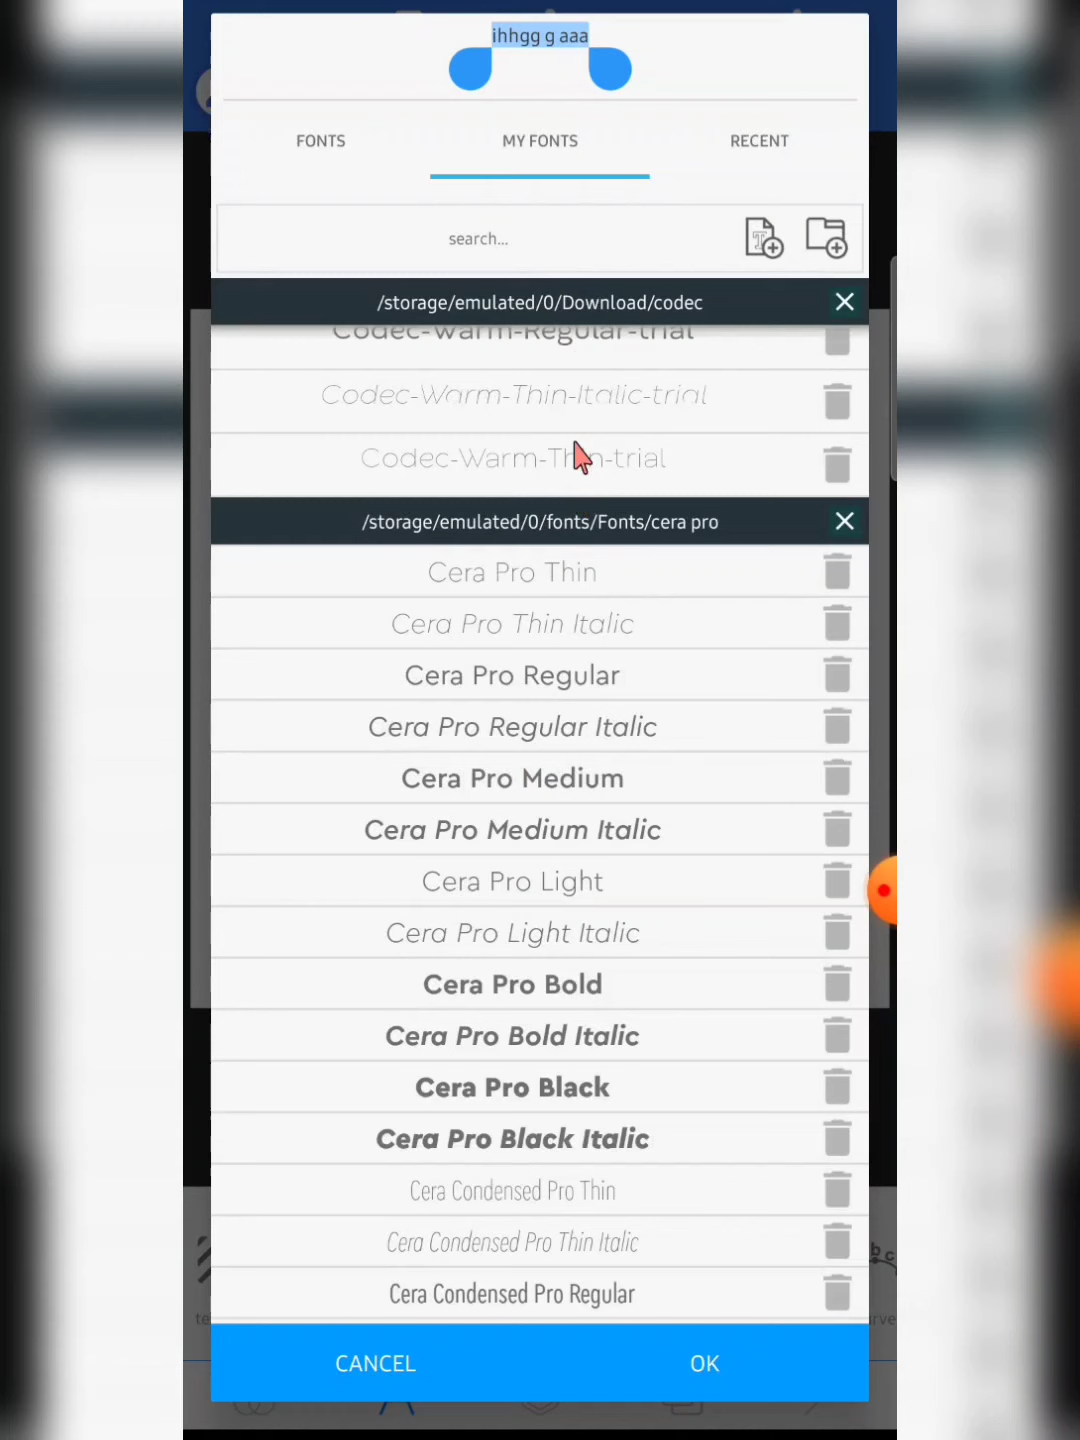 ihhgg g aaa
FONTS
MY FONTS
RECENT
search...
/storage/emulated/0/Download/codec
Codec-Warm-Regular-trial
Codec-Warm-Thin-Italic-trial
Codec-Warm-Thin-trial
/storage/emulated/0/fonts/Fonts/cera pro
Cera Pro Thin
Cera Pro Thin Italic
Cera Pro Regular
Cera Pro Regular Italic
Cera Pro Medium
Cera Pro Medium Italic
Cera Pro Light
Cera Pro Light Italic
Cera Pro Bold
Cera Pro Bold Italic
Cera Pro Black
Cera Pro Black Italic
Cera Condensed Pro Thin
Cera Condensed Pro Thin Italic
Cera Condensed Pro Regular
CANCEL
OK